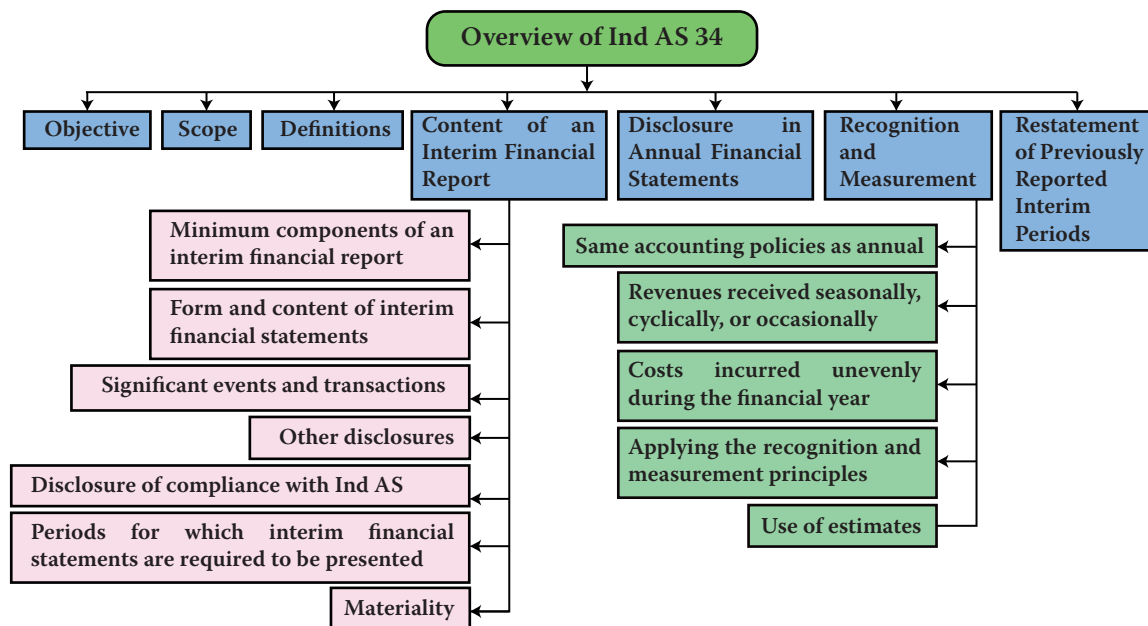 Overview of Ind AS 34
Objective
Scope
Definitions
Content of an
Interim Financial
Report
Disclosure in
Annual Financial
Statements
Recognition
and
Measurement
Restatement
of Previously
Reported
Interim
Periods
Minimum components of an
interim financial report
Form and content of interim
financial statements
Significant events and transactions
Other disclosures
Disclosure of compliance with Ind AS
Periods for which interim financial
statements are required to be presented
Materiality
Same accounting policies as annual
Revenues received seasonally,
cyclically, or occasionally
Costs incurred unevenly
during the financial year
Applying the recognition and
measurement principles
Use of estimates